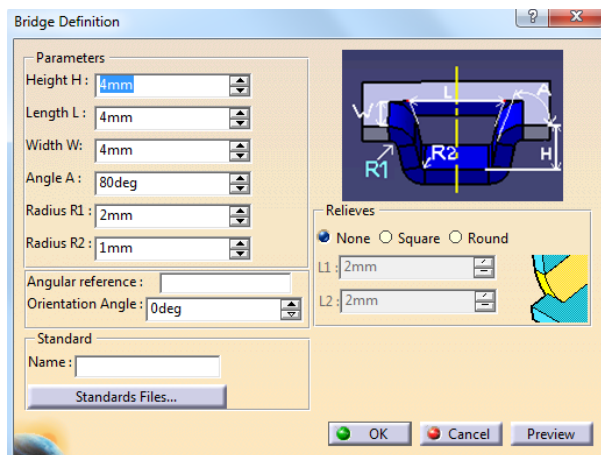 Bridge Definition
?
X
Parameters
Height H : 4mm
Length L : 4mm
Width W: 4mm
Angle A : 80deg
Radius R1 : 2mm
Radius R2 : 1mm
L
A
W
R1
R2
H
Relieves
None Square Round
L1 : 2mm
L2 : 2mm
Angular reference :
Orientation Angle : 0deg
Standard
Name :
Standards Files...
OK
Cancel
Preview